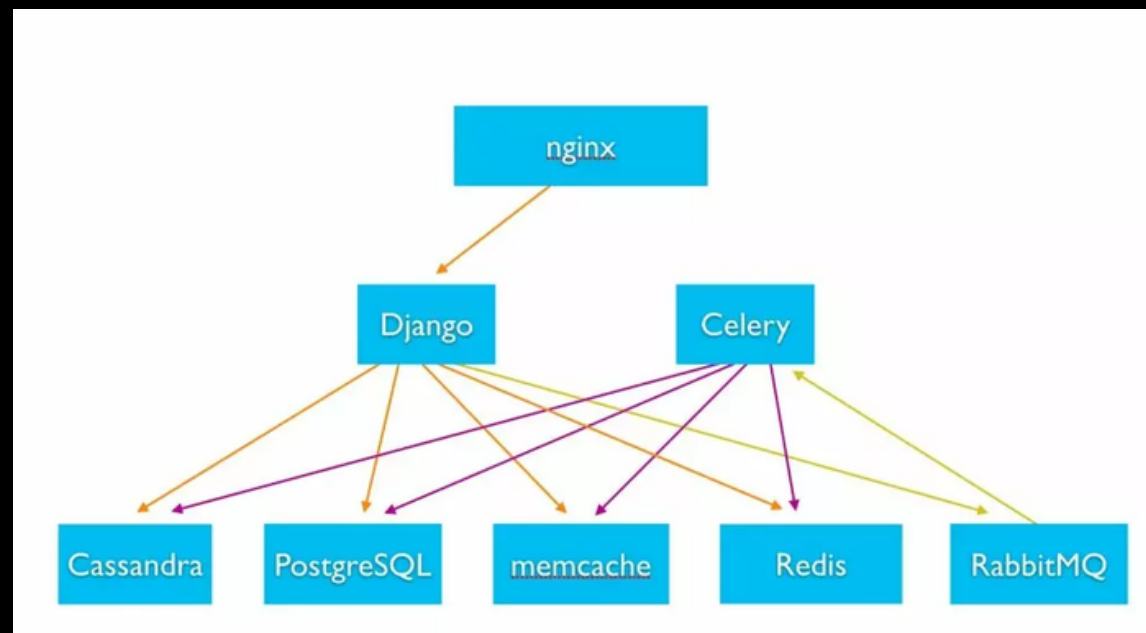 nginx
Django
Celery
Cassandra
PostgreSQL
memcache
Redis
RabbitMQ